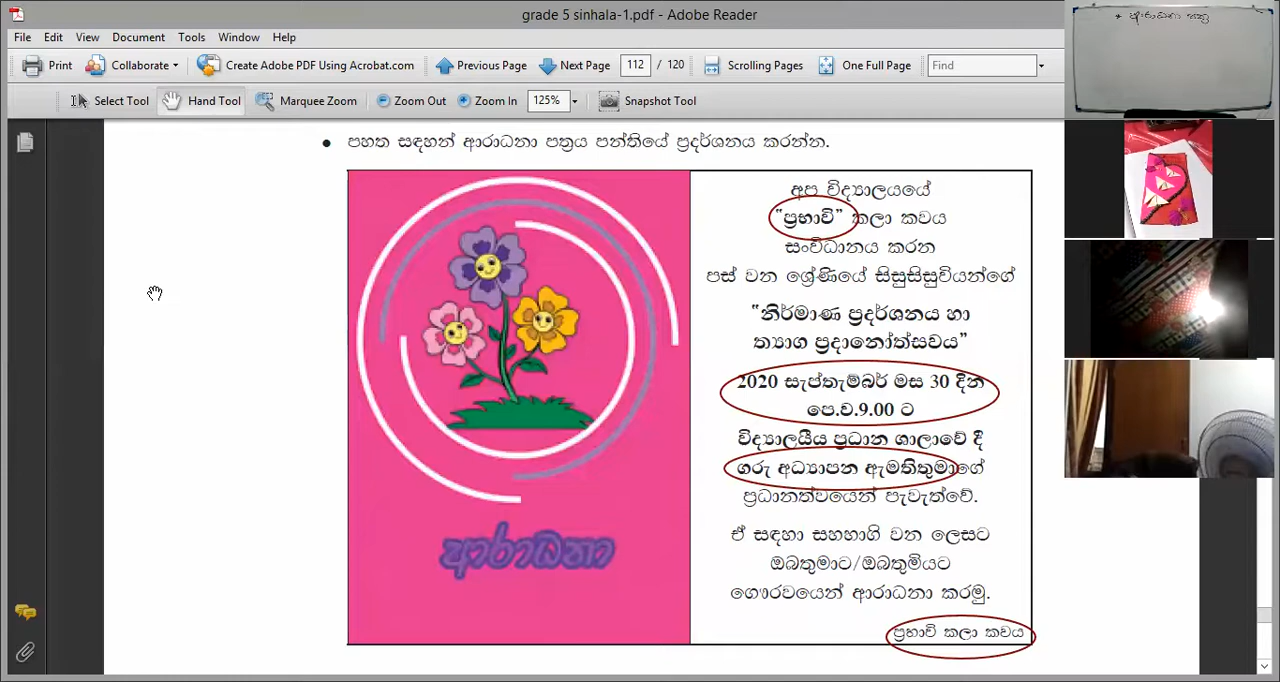 grade 5 sinhala-1.pdf - Adobe Reader
File Edit View Document Tools Window Help
Print Collaborate Create Adobe PDF Using Acrobat.com Previous Page Next Page 112 / 120 Scrolling Pages One Full Page Find
Select Tool Hand Tool Marquee Zoom Zoom Out Zoom In 125% Snapshot Tool
• පහත සඳහන් ආරාධනා පත්‍රය පන්තියේ ප්‍රදර්ශනය කරන්න.
ආරාධනා
අප විද්‍යාලයයේ
“ප්‍රභාවි” කලා කවය
සංවිධානය කරන
පස් වන ශ්‍රේණියේ සිසුසිසුවියන්ගේ
“නිර්මාණ ප්‍රදර්ශනය හා
ත්‍යාග ප්‍රදානෝත්සවය”
2020 සැප්තැම්බර් මස 30 දින
පෙ.ව.9.00 ට
විද්‍යාලයීය ප්‍රධාන ශාලාවේ දී
ගරු අධ්‍යාපන ඇමතිතුමාගේ
ප්‍රධානත්වයෙන් පැවැත්වේ.
ඒ සඳහා සහභාගි වන ලෙසට
ඔබතුමාට/ඔබතුමියට
ගෞරවයෙන් ආරාධනා කරමු.
ප්‍රභාවි කලා කවය
* ආරාධනා පත්‍ර